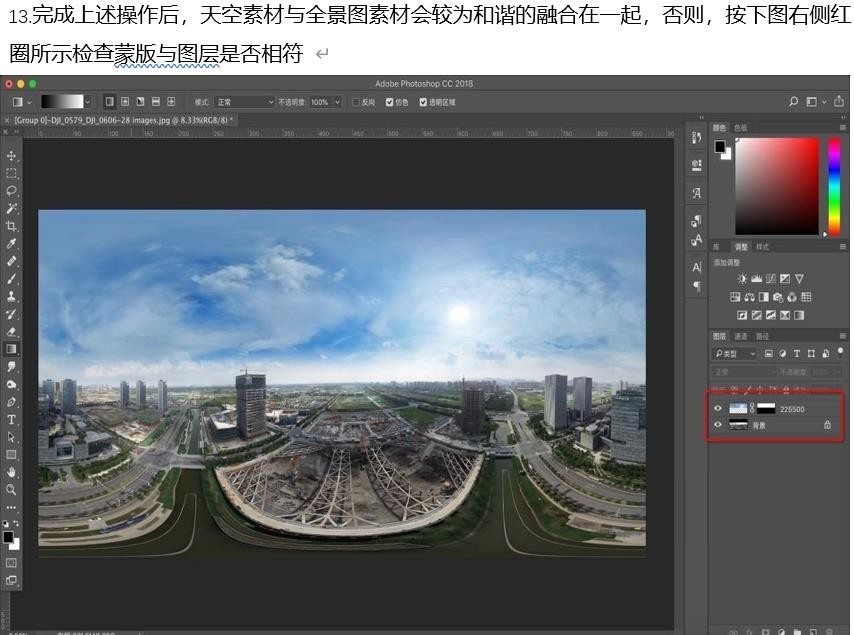 13.完成上述操作后，天空素材与全景图素材会较为和谐的融合在一起，否则，按下图右侧红
圈所示检查蒙版与图层是否相符 ↵
Adobe Photoshop CC 2018
模式: 正常 不透明度: 100% 反向 仿色 透明区域
× [Group 0]-DJI_0579_DJI_0606-28 images.jpg @ 8.33%(RGB/8) *
颜色 色板
库 调整 样式
添加调整
图层 通道 路径
类型
正常 不透明度: 100%
225500
背景